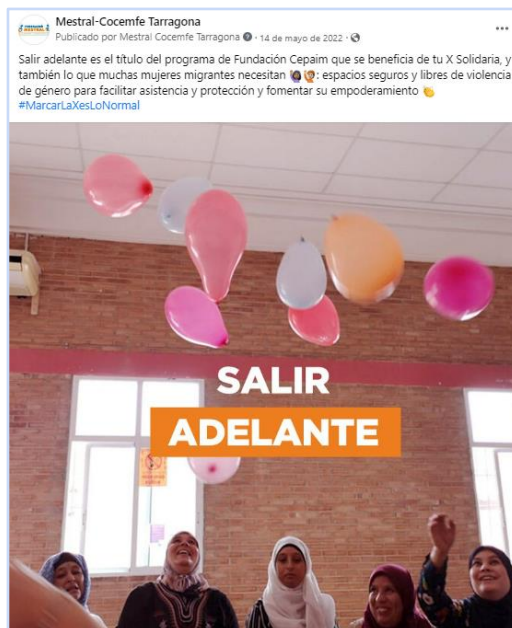 Mestral-Cocemfe Tarragona
Publicado por Mestral Cocemfe Tarragona · 14 de mayo de 2022 ·
Salir adelante es el título del programa de Fundación Cepaim que se beneficia de tu X Solidaria, y
también lo que muchas mujeres migrantes necesitan 🙋🏾‍♀️🙋🏼‍♀️: espacios seguros y libres de violencia
de género para facilitar asistencia y protección y fomentar su empoderamiento 👏
#MarcarLaXesLoNormal
SALIR
ADELANTE